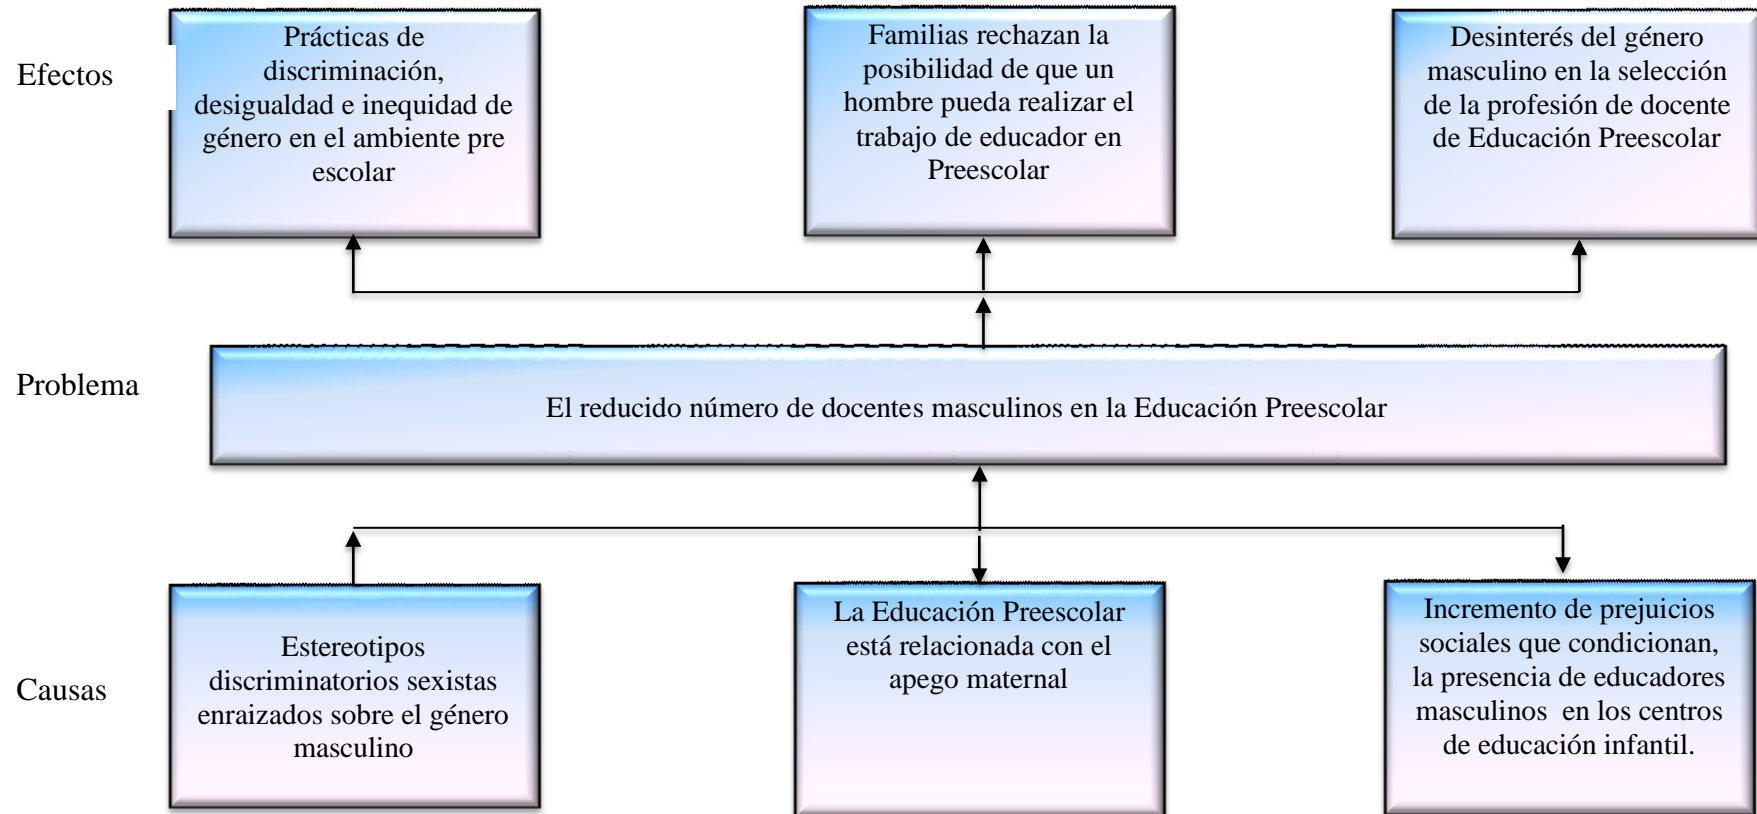 Efectos
Prácticas de
discriminación,
desigualdad e inequidad de
género en el ambiente pre
escolar
Familias rechazan la
posibilidad de que un
hombre pueda realizar el
trabajo de educador en
Preescolar
Desinterés del género
masculino en la selección
de la profesión de docente
de Educación Preescolar
Problema
El reducido número de docentes masculinos en la Educación Preescolar
Causas
Estereotipos
discriminatorios sexistas
enraizados sobre el género
masculino
La Educación Preescolar
está relacionada con el
apego maternal
Incremento de prejuicios
sociales que condicionan,
la presencia de educadores
masculinos  en los centros
de educación infantil.